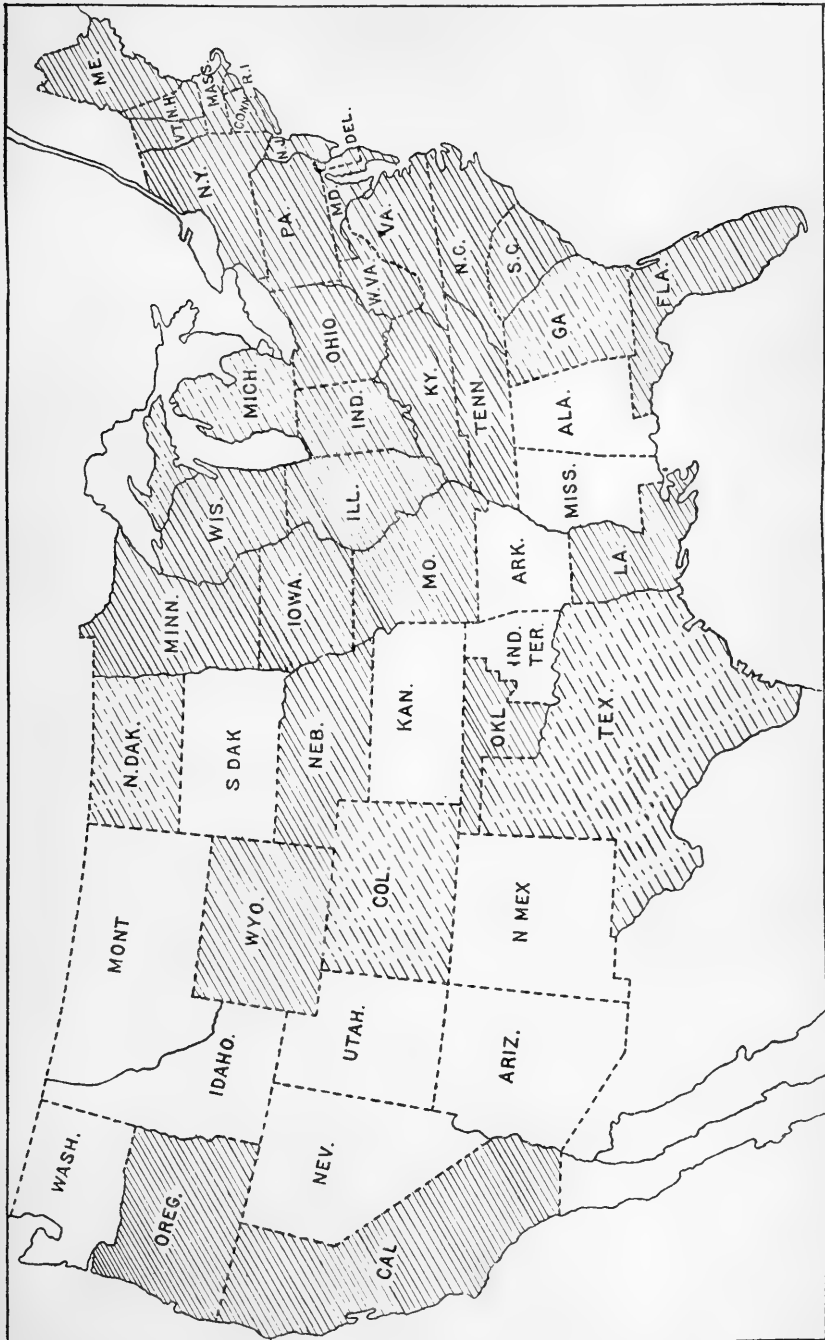 WASH.
MONT
N.DAK.
MINN.
WIS.
MICH.
ME.
VT.
N.H.
MASS.
CONN.
R.I
N.Y.
OREG.
IDAHO.
WYO.
S DAK
NEB.
IOWA.
ILL.
IND.
OHIO
PA.
N.J.
MD.
DEL.
NEV.
UTAH.
COL.
KAN.
MO.
KY.
W.VA.
VA.
CAL
ARIZ.
N MEX
OKL.
IND.
TER.
ARK.
TENN
N.C.
S.C.
TEX.
LA.
MISS.
ALA.
GA
FLA.